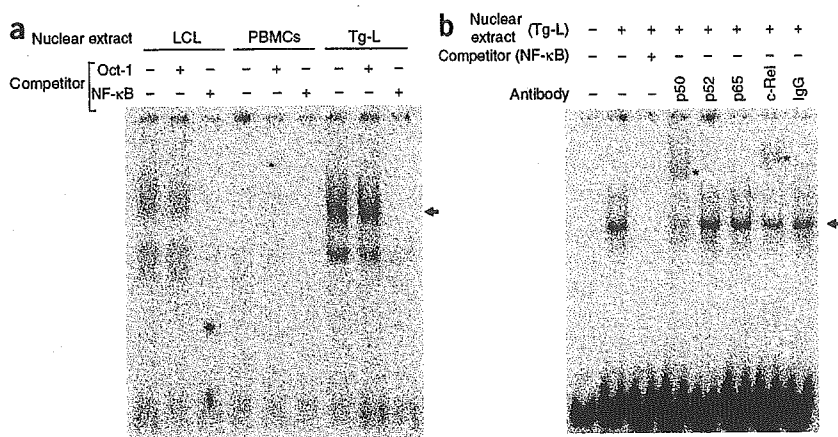 a
Nuclear extract LCL PBMCs Tg-L
Competitor
Oct-1 – + – – + – – + –
NF-κB – – + – – + – – +
b
Nuclear extract (Tg-L) – + + + + + + +
Competitor (NF-κB) – – + – – – – –
Antibody – – – p50 p52 p65 c-Rel IgG
*
*